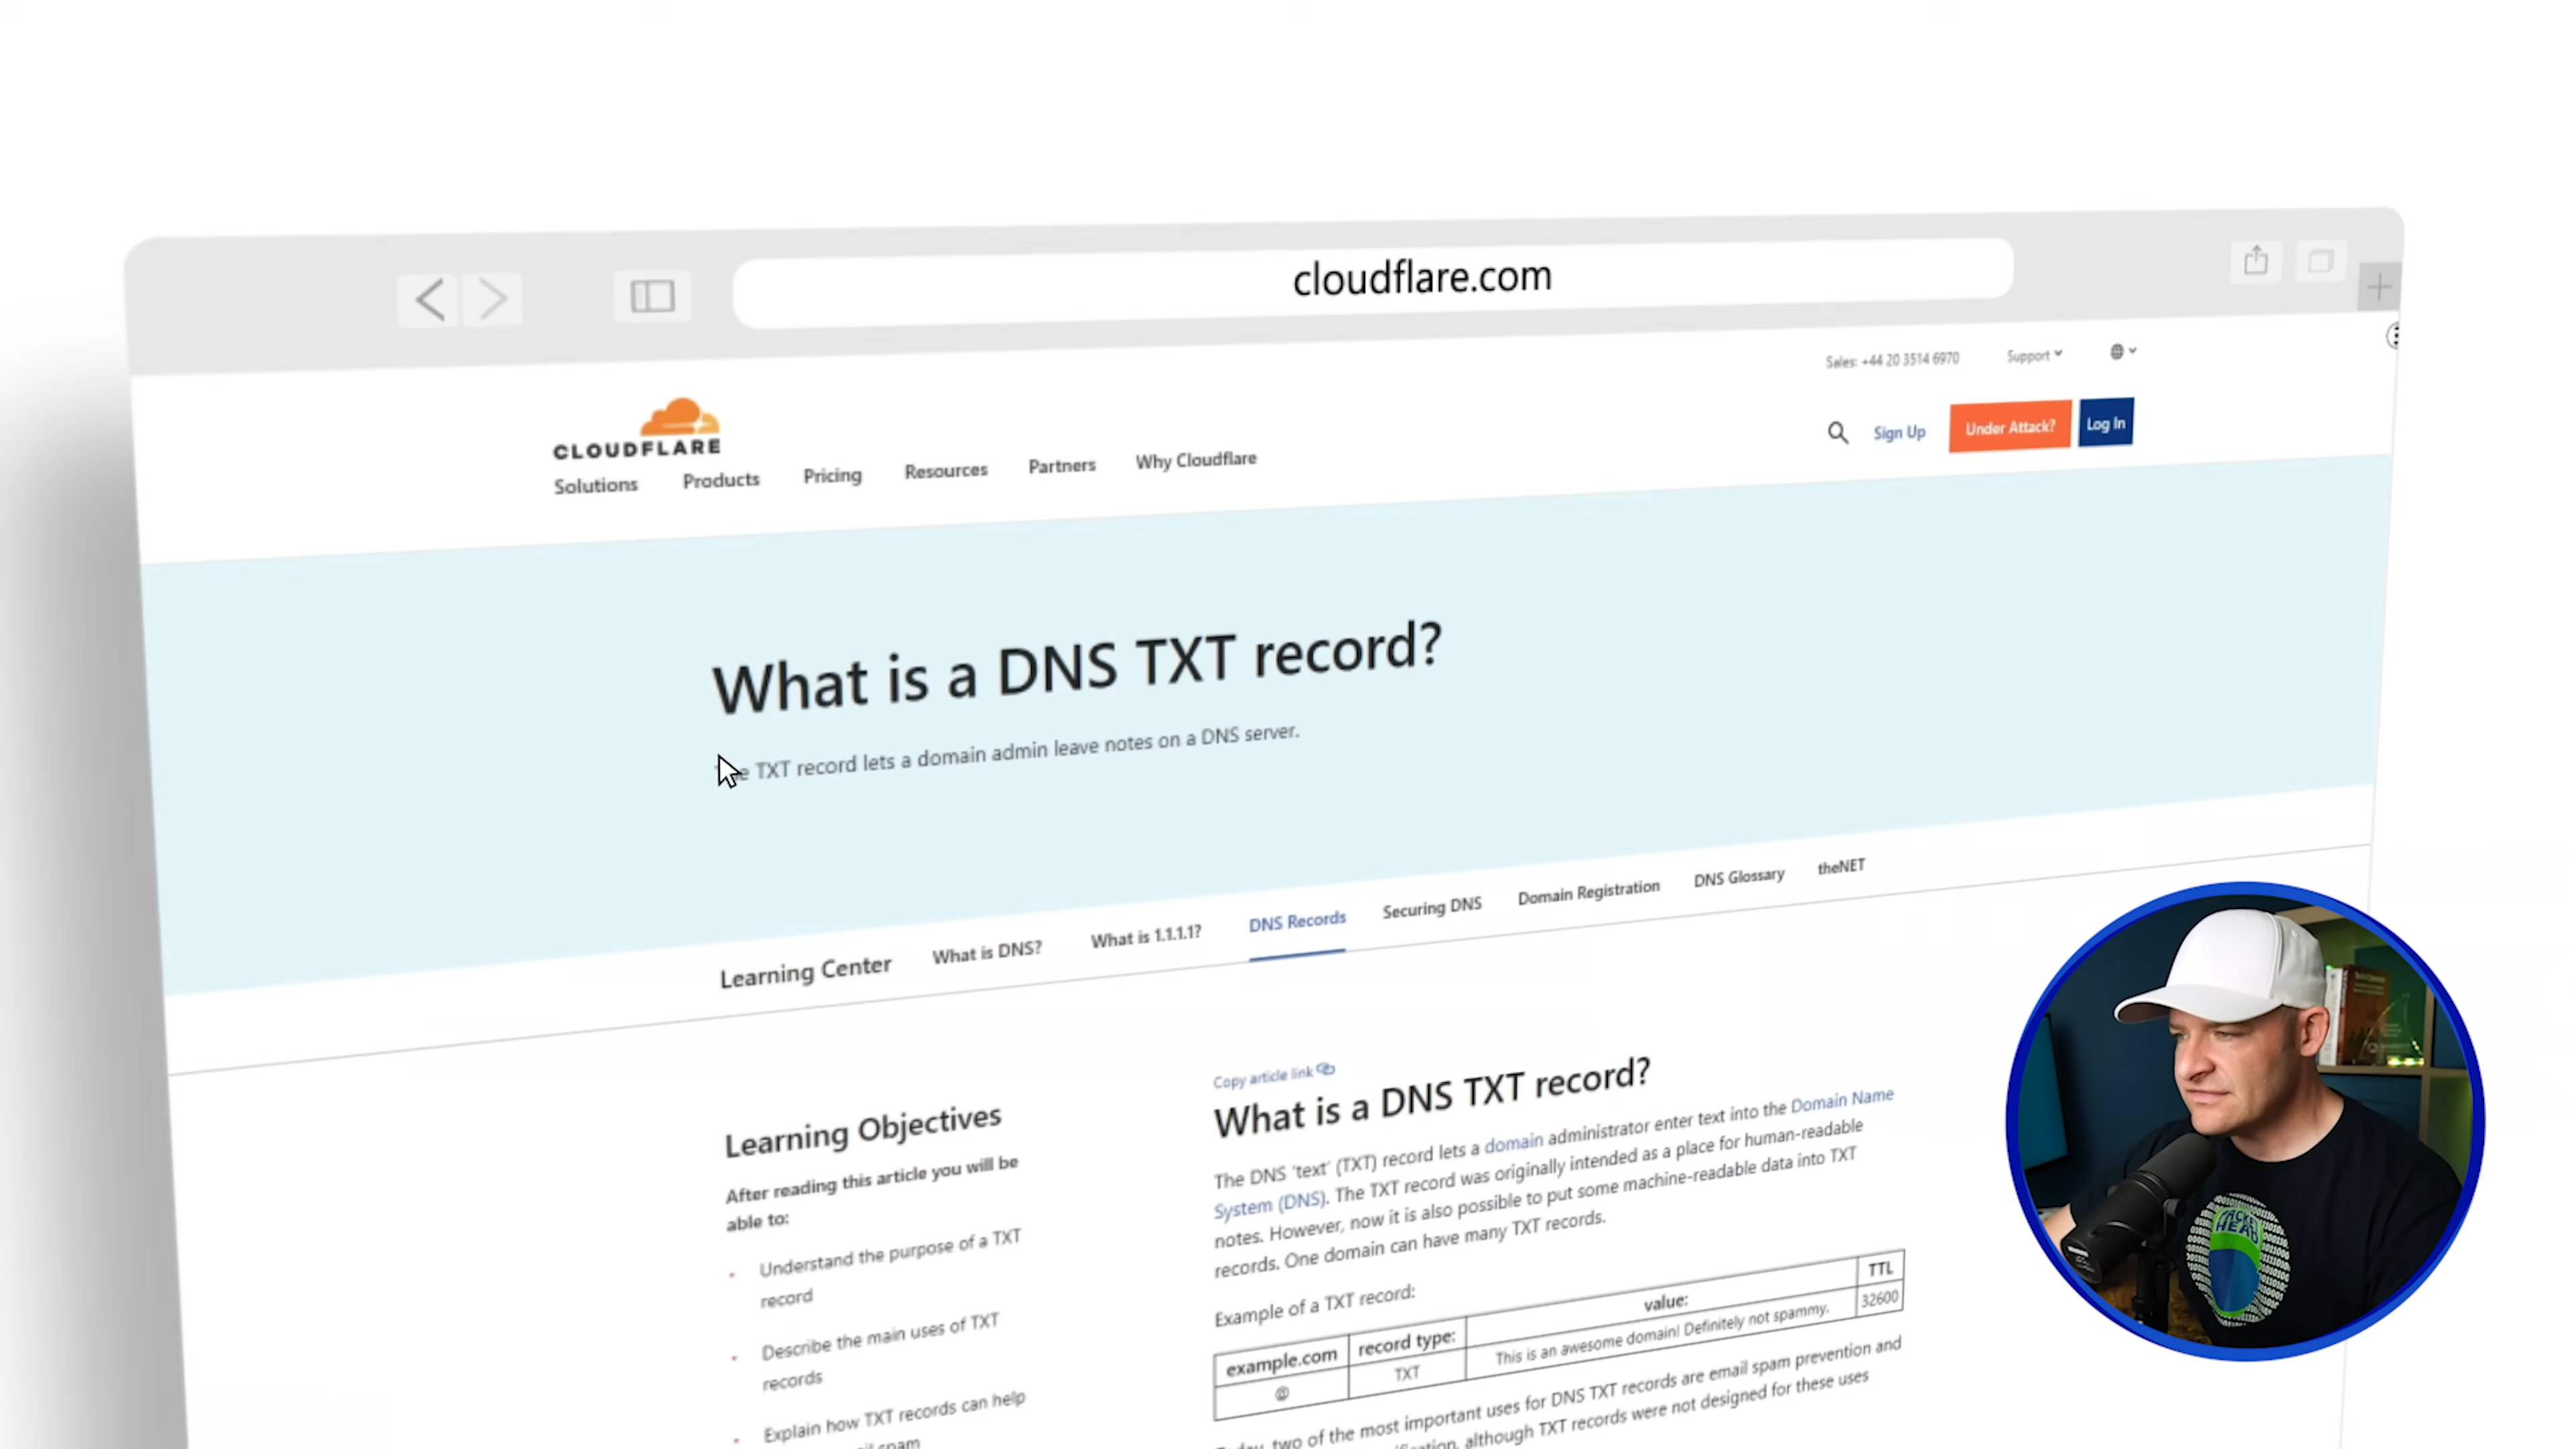 cloudflare.com
Sales: +44 20 3514 6970 Support
CLOUDFLARE
Sign Up Under Attack? Log In
Solutions Products Pricing Resources Partners Why Cloudflare
What is a DNS TXT record?
TXT record lets a domain admin leave notes on a DNS server.
Learning Center What is DNS? What is 1.1.1.1? DNS Records Securing DNS Domain Registration DNS Glossary theNET
Learning Objectives
After reading this article you will be
able to:
Understand the purpose of a TXT
record
Describe the main uses of TXT
records
Explain how TXT records can help
spam
Copy article link
What is a DNS TXT record?
The DNS 'text' (TXT) record lets a domain administrator enter text into the Domain Name
System (DNS). The TXT record was originally intended as a place for human-readable
notes. However, now it is also possible to put some machine-readable data into TXT
records. One domain can have many TXT records.
Example of a TXT record:
example.com record type: value: TTL
@ TXT This is an awesome domain! Definitely not spammy. 32600
two of the most important uses for DNS TXT records are email spam prevention and
although TXT records were not designed for these uses
PACKET
HEAD